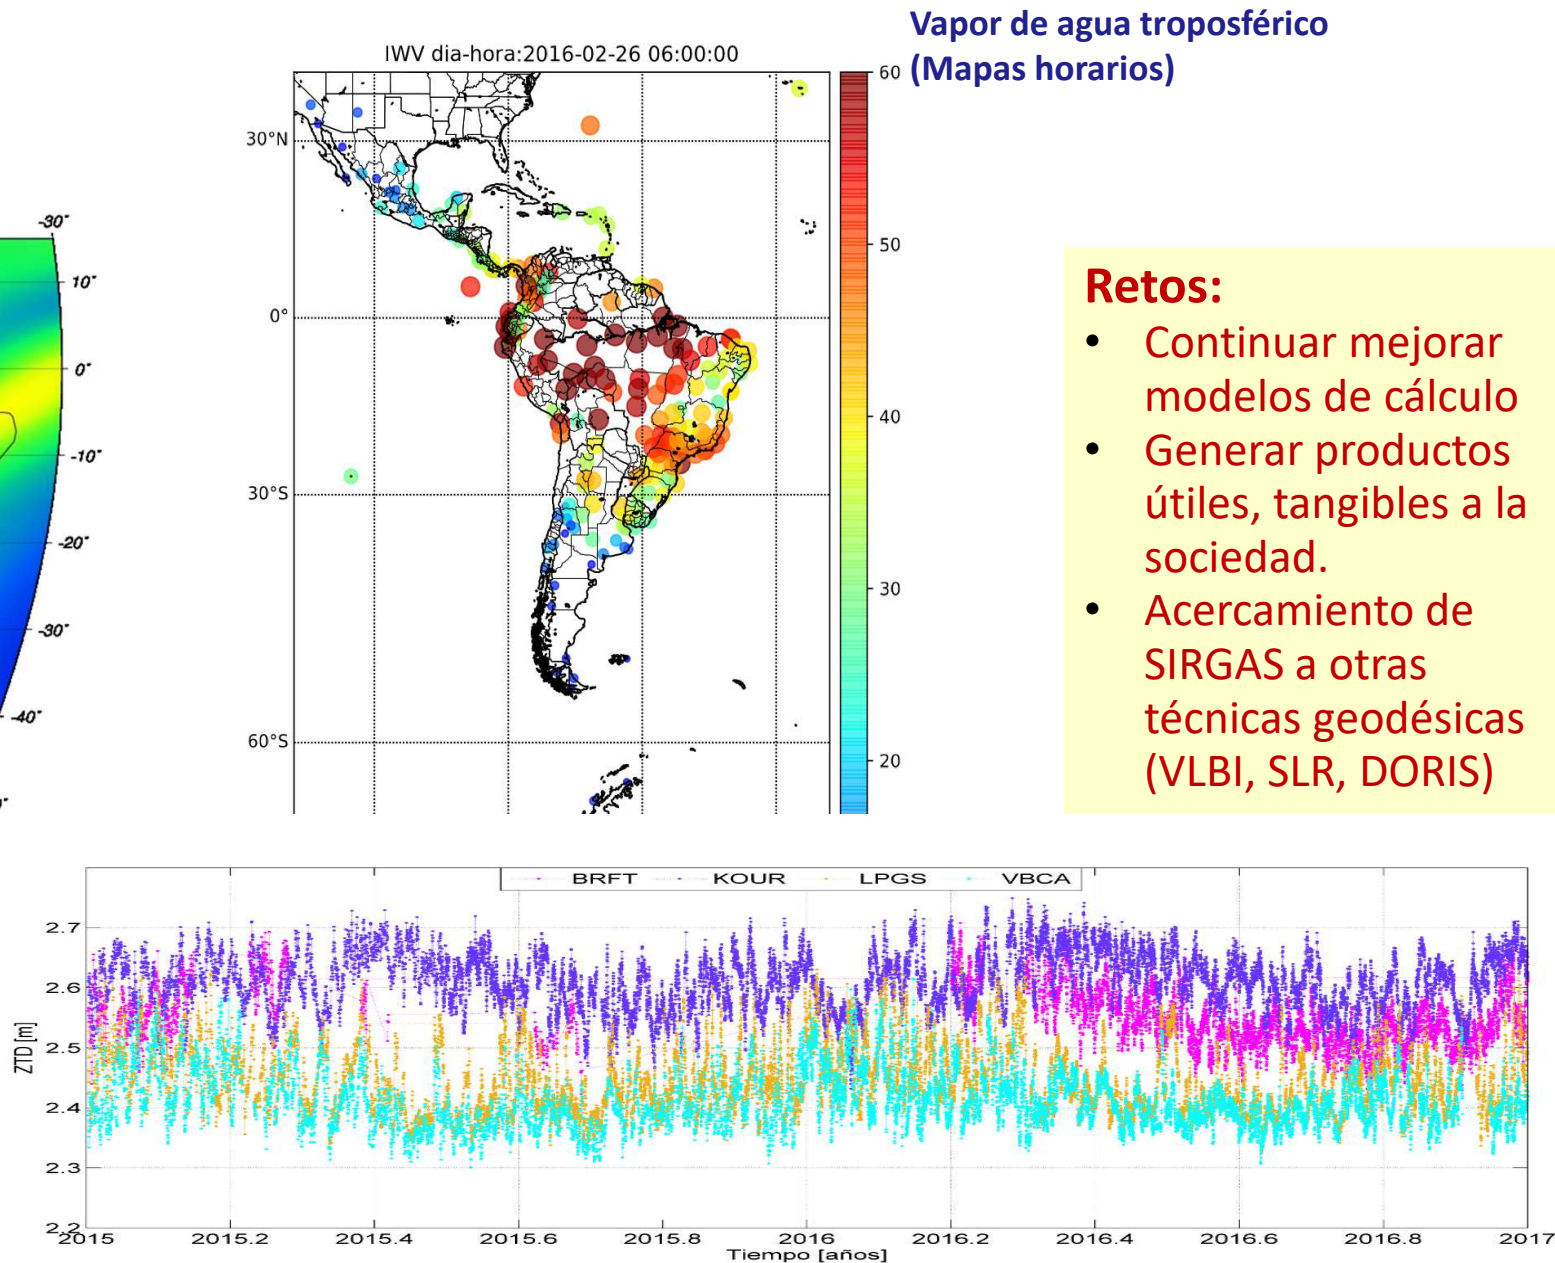 Vapor de agua troposférico
(Mapas horarios)
IWV dia-hora:2016-02-26 06:00:00
30°N
0°
30°S
60°S
60
50
40
30
20
-30°
10°
0°
-10°
-20°
-30°
-40°
Retos:
• Continuar mejorar
modelos de cálculo
• Generar productos
útiles, tangibles a la
sociedad.
• Acercamiento de
SIRGAS a otras
técnicas geodésicas
(VLBI, SLR, DORIS)
BRFT KOUR LPGS VBCA
ZTD [m]
2.7
2.6
2.5
2.4
2.3
2.2
2015 2015.2 2015.4 2015.6 2015.8 2016 2016.2 2016.4 2016.6 2016.8 2017
Tiempo [años]